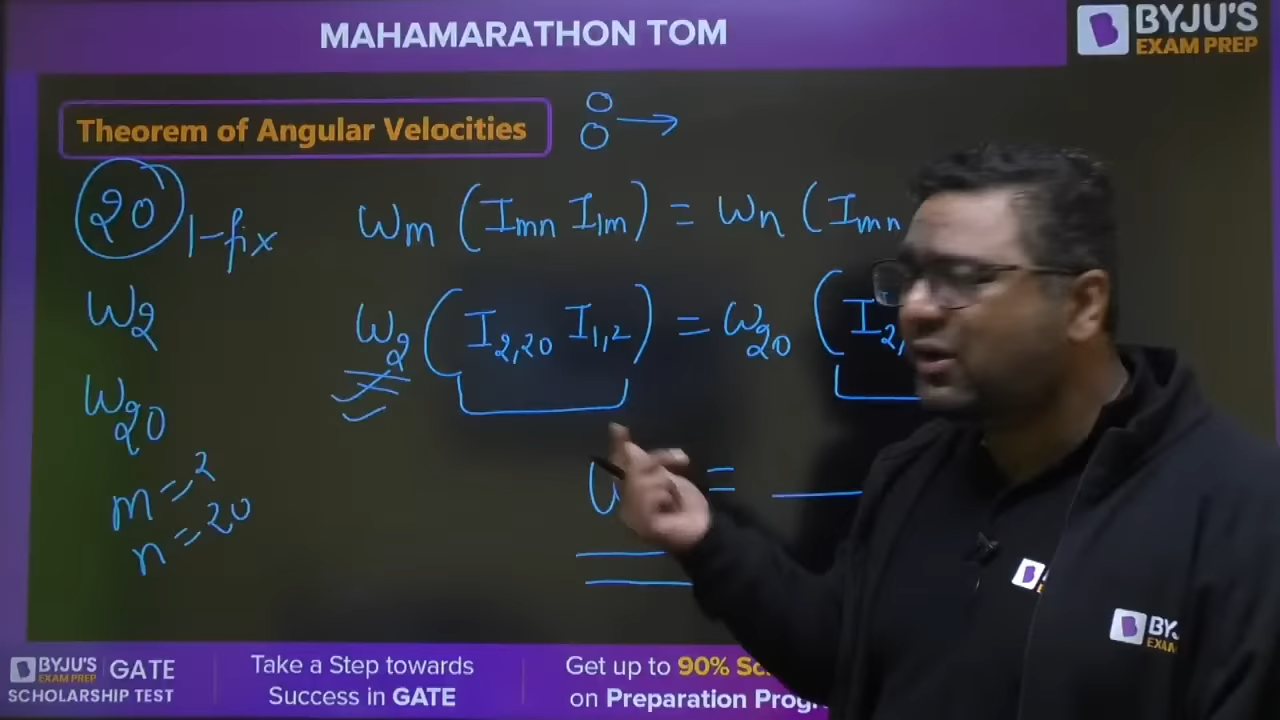 MAHAMARATHON TOM
BYJU'S
EXAM PREP
Theorem of Angular Velocities
20
1-fix
ωm (Imn I1m) = ωn (Imn
ω2
ω2 (I2,20 I1,2) = ω20 (I2,
ω20
=
m=2
n=20
BYJU'S
EXAM PREP
GATE
SCHOLARSHIP TEST
Take a Step towards
Success in GATE
Get up to 90%
on Preparation